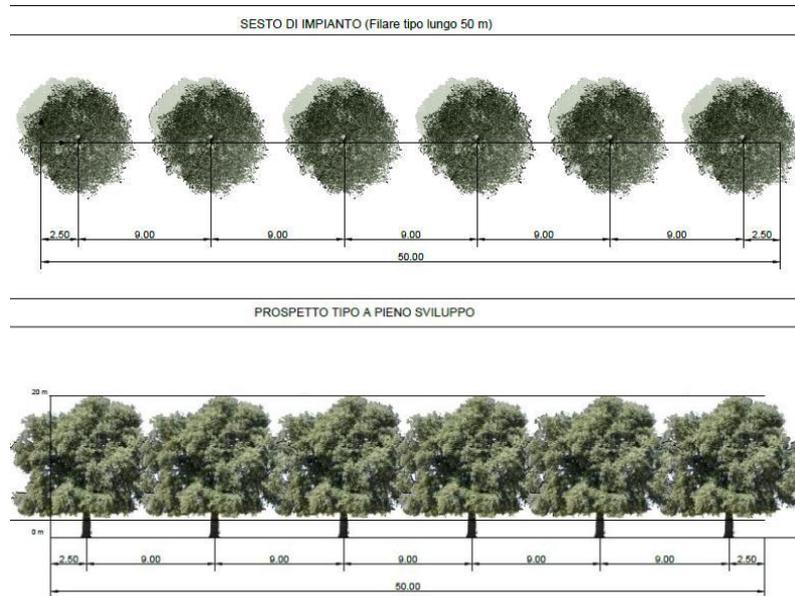 SESTO DI IMPIANTO (Filare tipo lungo 50 m)
2.50 9.00 9.00 9.00 9.00 9.00 2.50
50.00
PROSPETTO TIPO A PIENO SVILUPPO
20 m
0 m
2.50 9.00 9.00 9.00 9.00 9.00 2.50
50.00